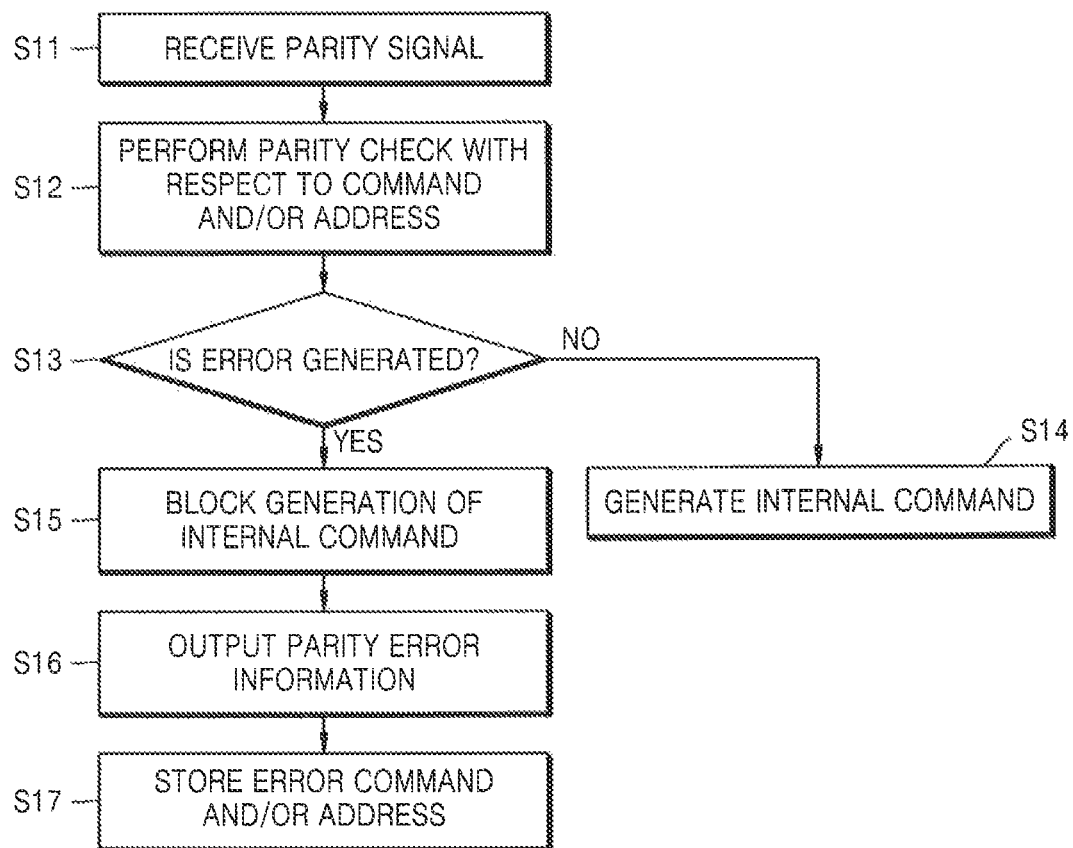 S11
RECEIVE PARITY SIGNAL
S12
PERFORM PARITY CHECK WITH
RESPECT TO COMMAND
AND/OR ADDRESS
S13
IS ERROR GENERATED?
NO
YES
S14
GENERATE INTERNAL COMMAND
S15
BLOCK GENERATION OF
INTERNAL COMMAND
S16
OUTPUT PARITY ERROR
INFORMATION
S17
STORE ERROR COMMAND
AND/OR ADDRESS